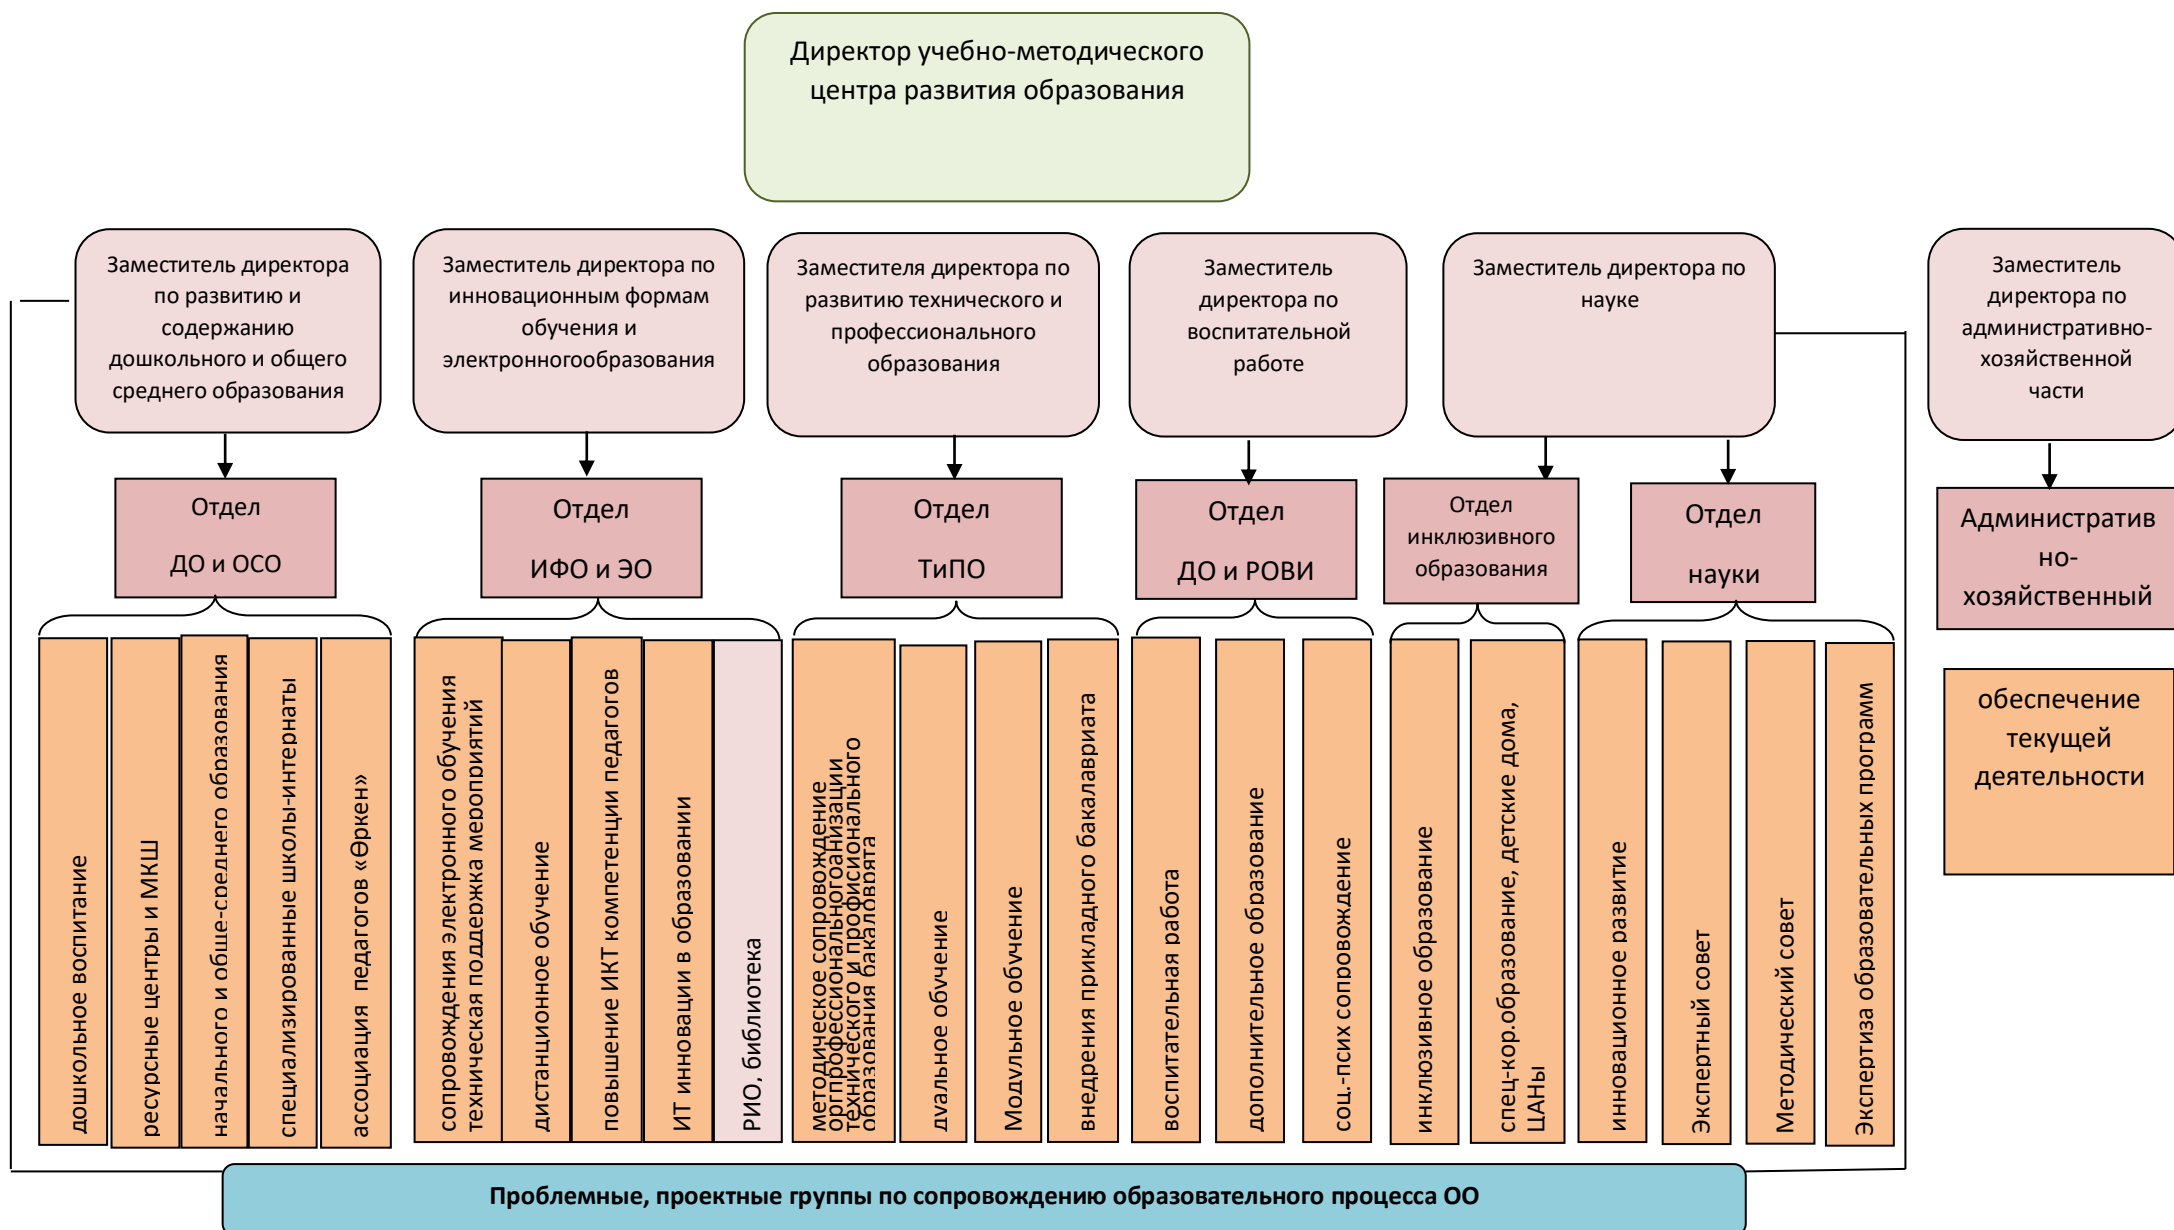 Директор учебно-методического
центра развития образования
Заместитель директора
по развитию и
содержанию
дошкольного и общего
среднего образования
Заместитель директора по
инновационным формам
обучения и
электронногообразования
Заместителя директора по
развитию технического и
профессионального
образования
Заместитель
директора по
воспитательной
работе
Заместитель директора по
науке
Заместитель
директора по
административно-
хозяйственной
части
Отдел
ДО и ОСО
Отдел
ИФО и ЭО
Отдел
ТиПО
Отдел
ДО и РОВИ
Отдел
инклюзивного
образования
Отдел
науки
Административ
но-
хозяйственный
дошкольное воспитание
ресурсные центры и МКШ
начального и обще-среднего образования
специализированные школы-интернаты
ассоциация педагогов «Өркен»
сопровождения электронного обучения
техническая поддержка мероприятий
дистанционное обучение
повышение ИКТ компетенции педагогов
ИТ инновации в образовании
РИО, библиотека
методическое сопровождение
оргпрофессиональногоанизации
технического и профисионального
образования бакаловрята
дуальное обучение
Модульное обучение
внедрения прикладного бакалавриата
воспитательная работа
дополнительное образование
соц.-псих сопровождение
инклюзивное образование
спец-кор.образование, детские дома,
ЦАНы
инновационное развитие
Экспертный совет
Методический совет
Экспертиза образовательных программ
обеспечение
текущей
деятельности
Проблемные, проектные группы по сопровождению образовательного процесса ОО